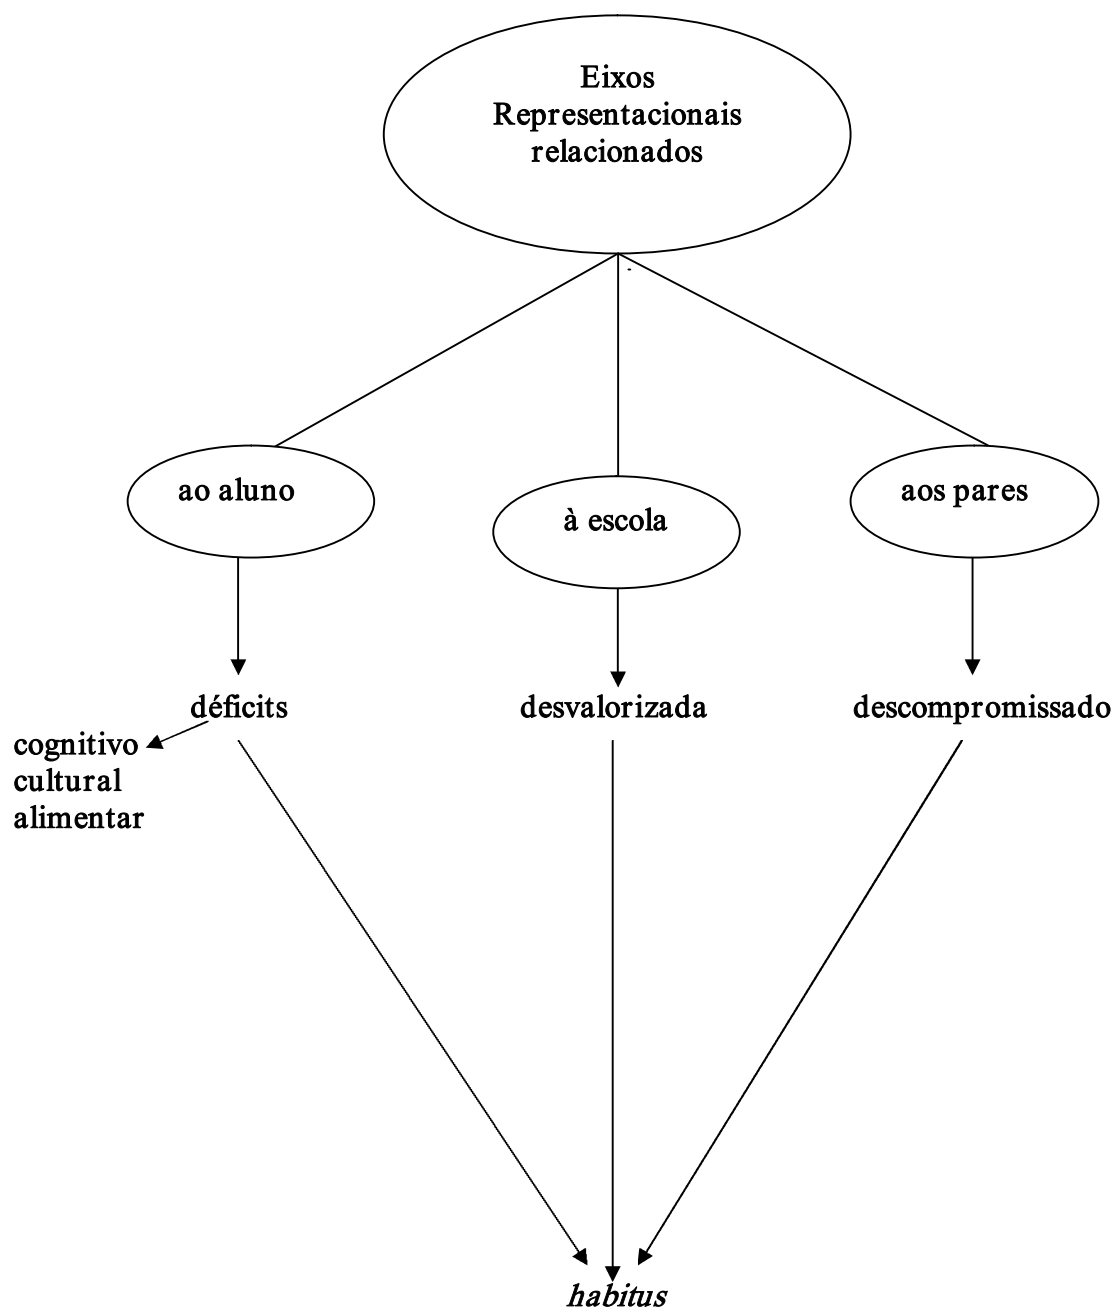 Eixos
Representacionais
relacionados
ao aluno
à escola
aos pares
déficits
desvalorizada
descompromissado
cognitivo
cultural
alimentar
habitus